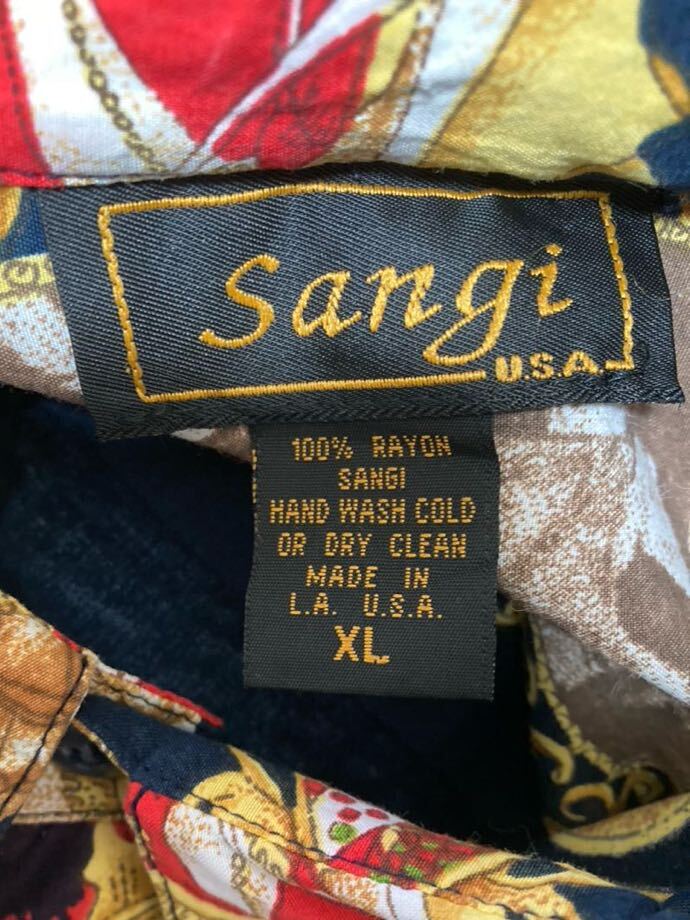 Sangi
U.S.A.
100% RAYON
SANGI
HAND WASH COLD
OR DRY CLEAN
MADE IN
L.A. U.S.A.
XL